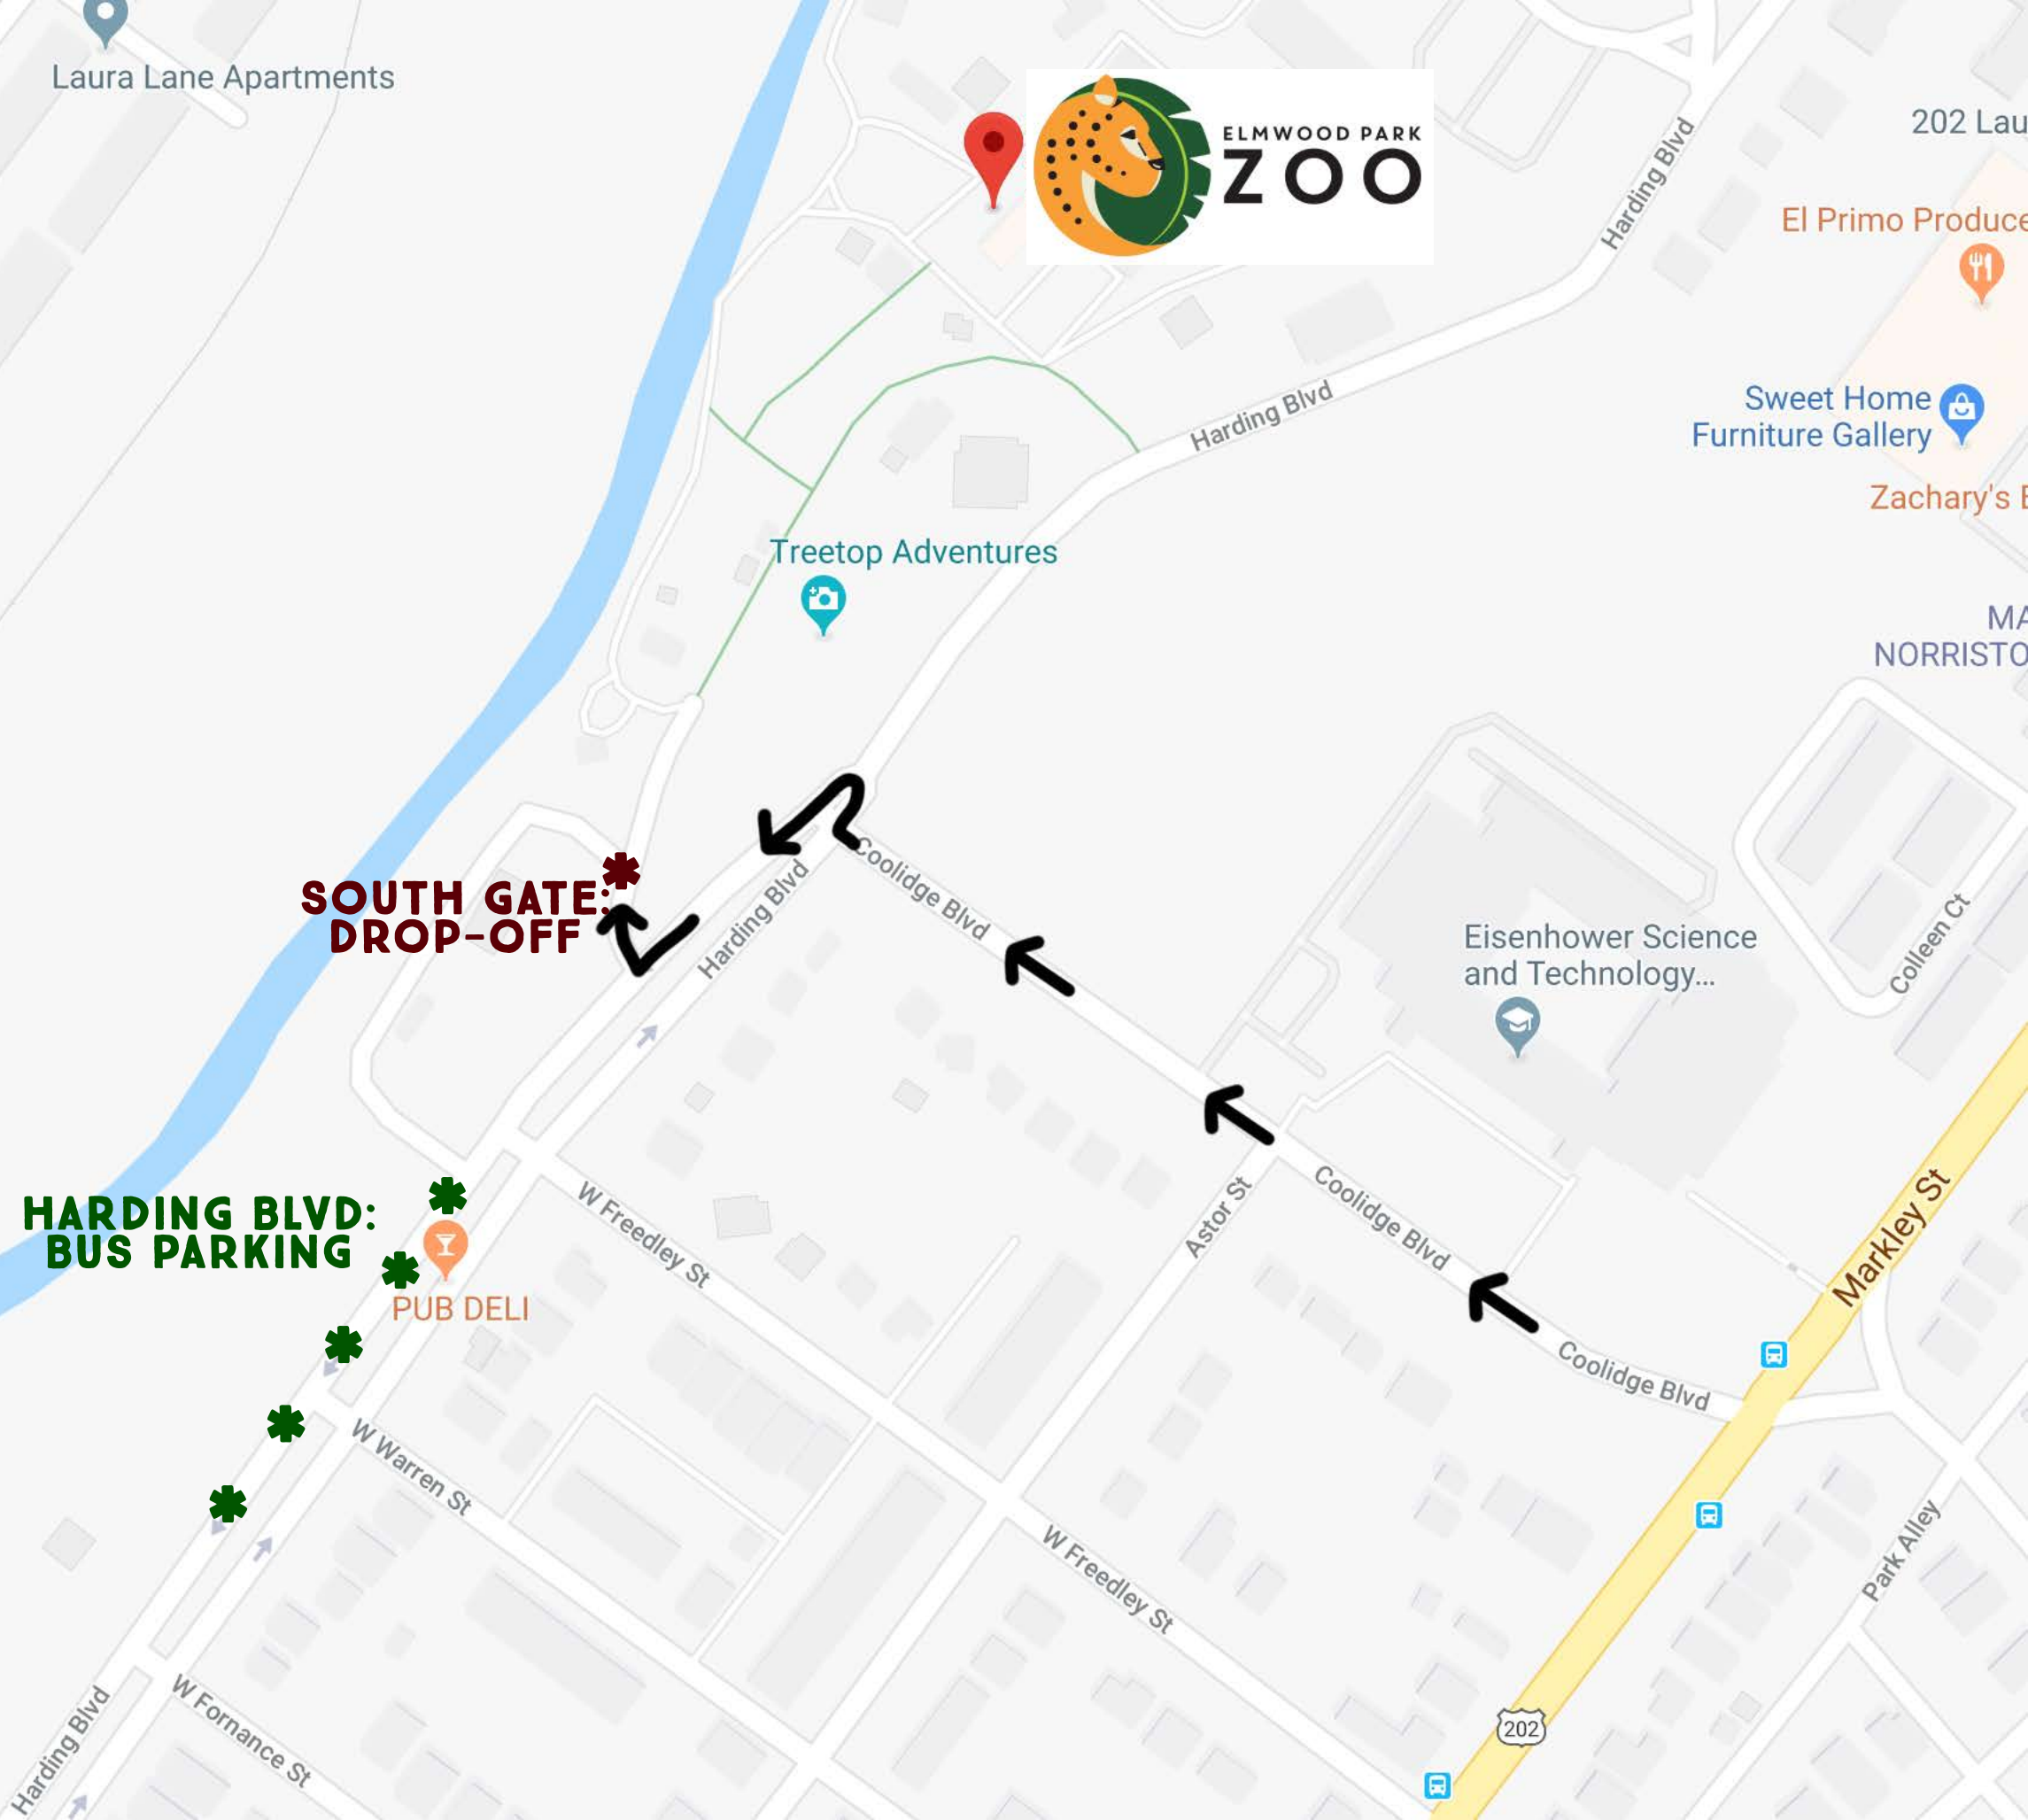 Laura Lane Apartments
ELMWOOD PARK
ZOO
202 Lau
Harding Blvd
El Primo Produce
Sweet Home
Furniture Gallery
Harding Blvd
Zachary's
Treetop Adventures
MA
NORRISTO
Coolidge Blvd
SOUTH GATE:
DROP-OFF
Harding Blvd
Eisenhower Science
and Technology...
Colleen Ct
HARDING BLVD:
BUS PARKING
W Freedley St
Astor St
Coolidge Blvd
Markley St
PUB DELI
Coolidge Blvd
W Warren St
W Freedley St
Park Alley
Harding Blvd
W Fornance St
202